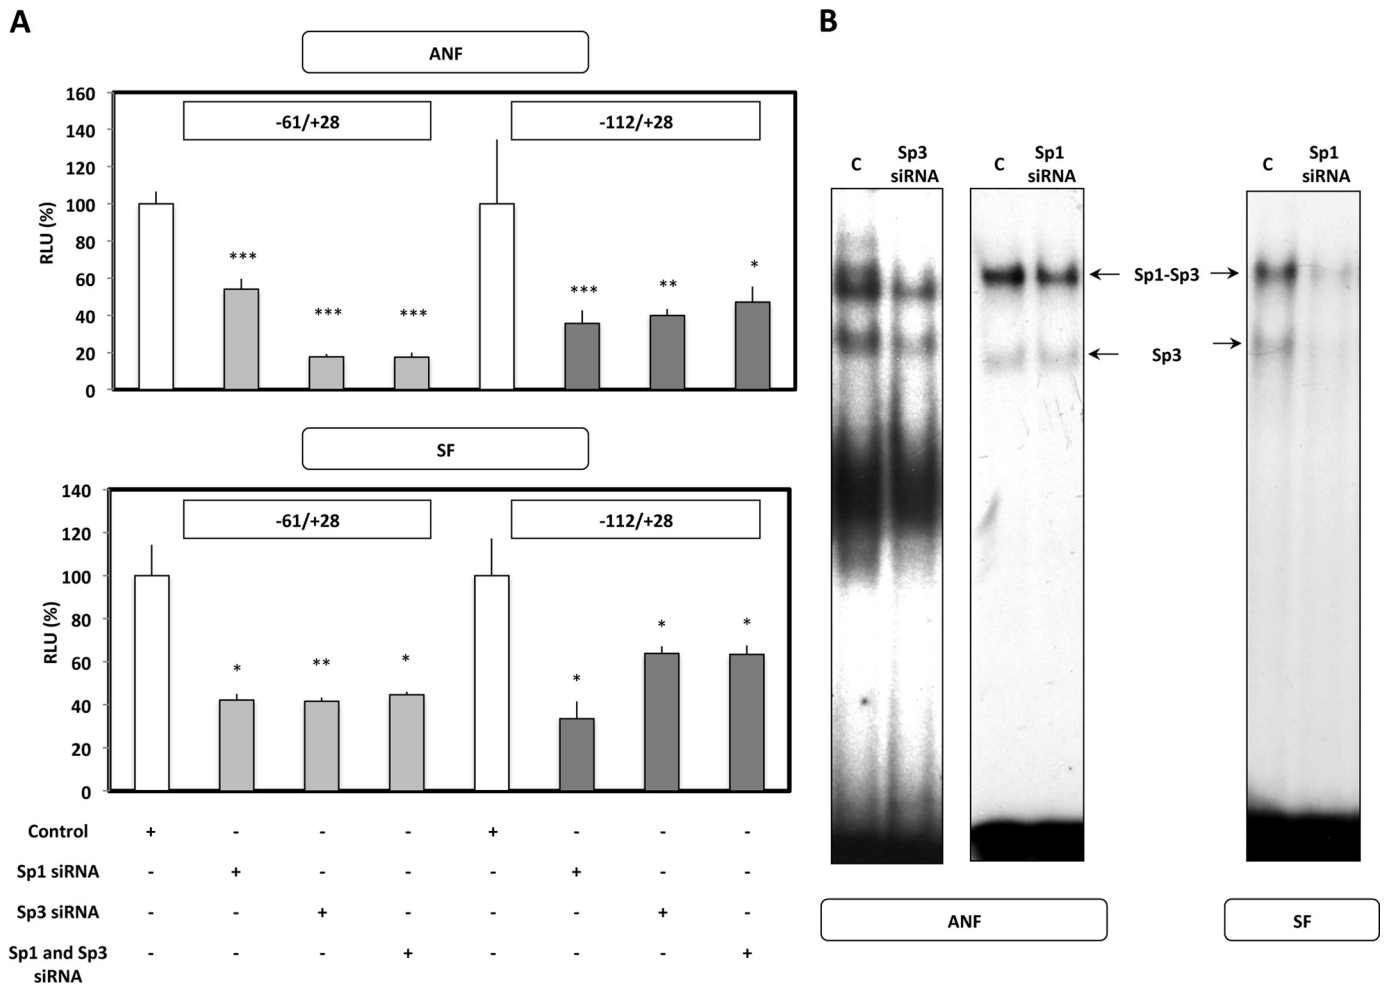 A
ANF
-61/+28
-112/+28
160
140
120
100
80
60
40
20
0
RLU (%)
***
***
***
***
**
*
SF
-61/+28
-112/+28
140
120
100
80
60
40
20
0
RLU (%)
*
**
*
*
*
*
Control + - - - + - - -
Sp1 siRNA - + - - - + - -
Sp3 siRNA - - + - - - + -
Sp1 and Sp3 - - - + - - - +
siRNA
B
C Sp3
siRNA
C Sp1
siRNA
C Sp1
siRNA
Sp1-Sp3
Sp3
ANF
SF